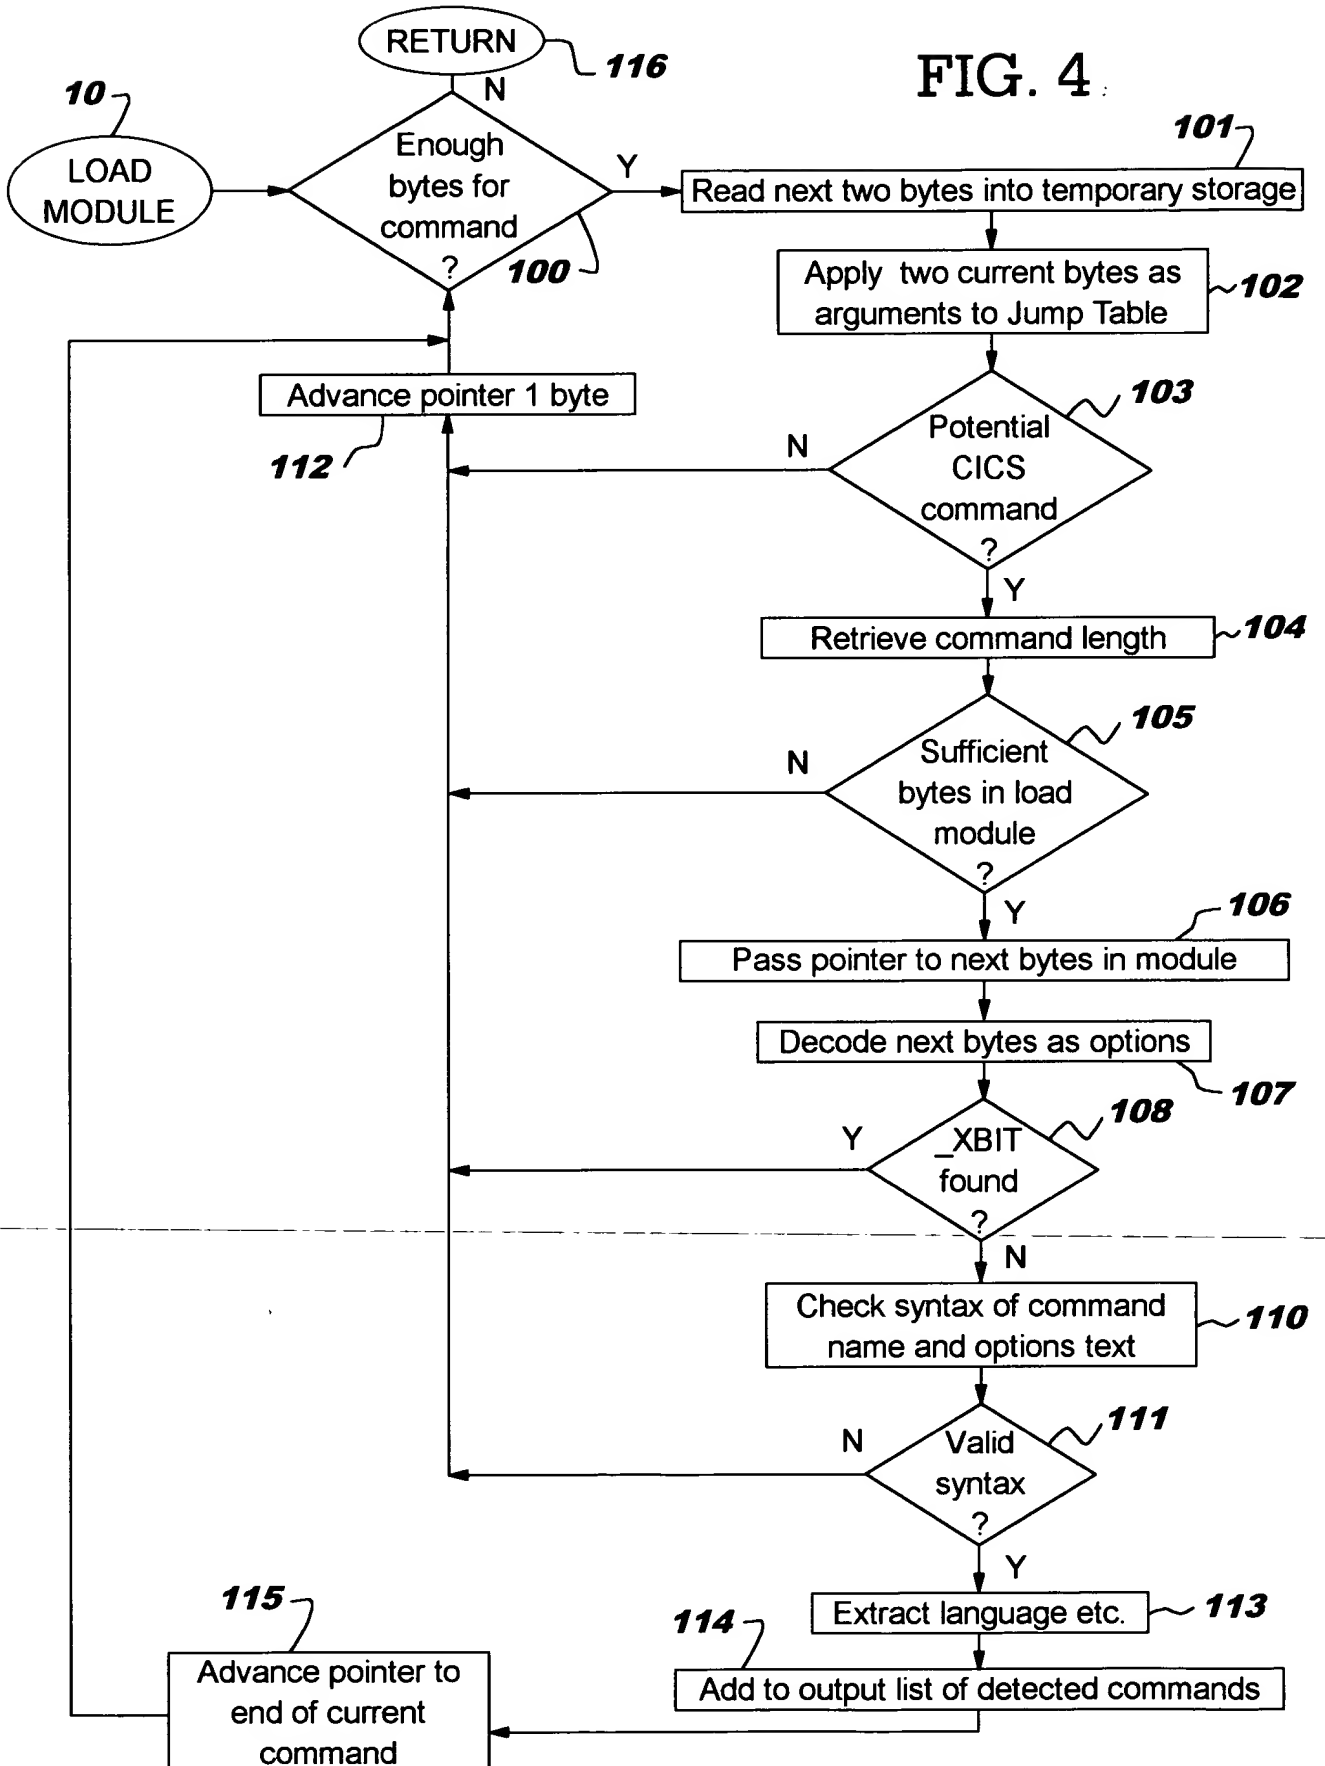 RETURN
116
FIG. 4
N
10
LOAD
MODULE
Enough
bytes for
command
?
100
Y
101
Read next two bytes into temporary storage
Apply two current bytes as
arguments to Jump Table
102
Advance pointer 1 byte
112
103
Potential
CICS
command
?
N
Y
Retrieve command length
104
105
Sufficient
bytes in load
module
?
N
Y
106
Pass pointer to next bytes in module
Decode next bytes as options
107
108
_XBIT
found
?
Y
N
Check syntax of command
name and options text
110
111
Valid
syntax
?
N
Y
Extract language etc.
113
114
Add to output list of detected commands
115
Advance pointer to
end of current
command